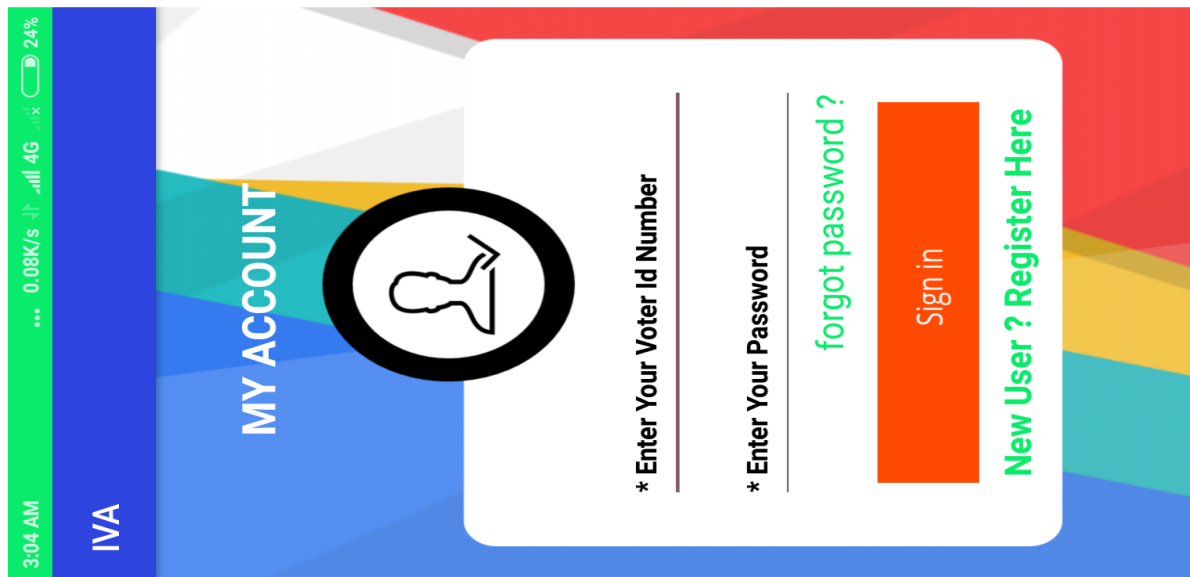 3:04 AM ... 0.08K/s 4G 24%
IVA
MY ACCOUNT
* Enter Your Voter Id Number
* Enter Your Password
forgot password ?
Sign in
New User ? Register Here